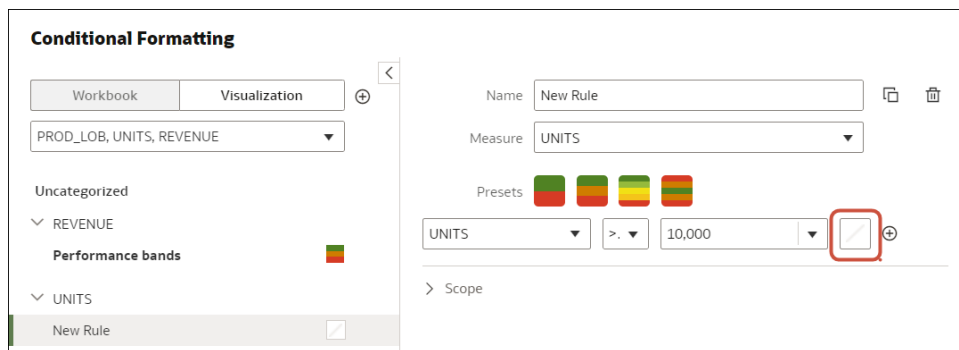 Conditional Formatting
Workbook
Visualization
PROD_LOB, UNITS, REVENUE
Uncategorized
REVENUE
Performance bands
UNITS
New Rule
Name
New Rule
Measure
UNITS
Presets
UNITS
>.
10,000
Scope